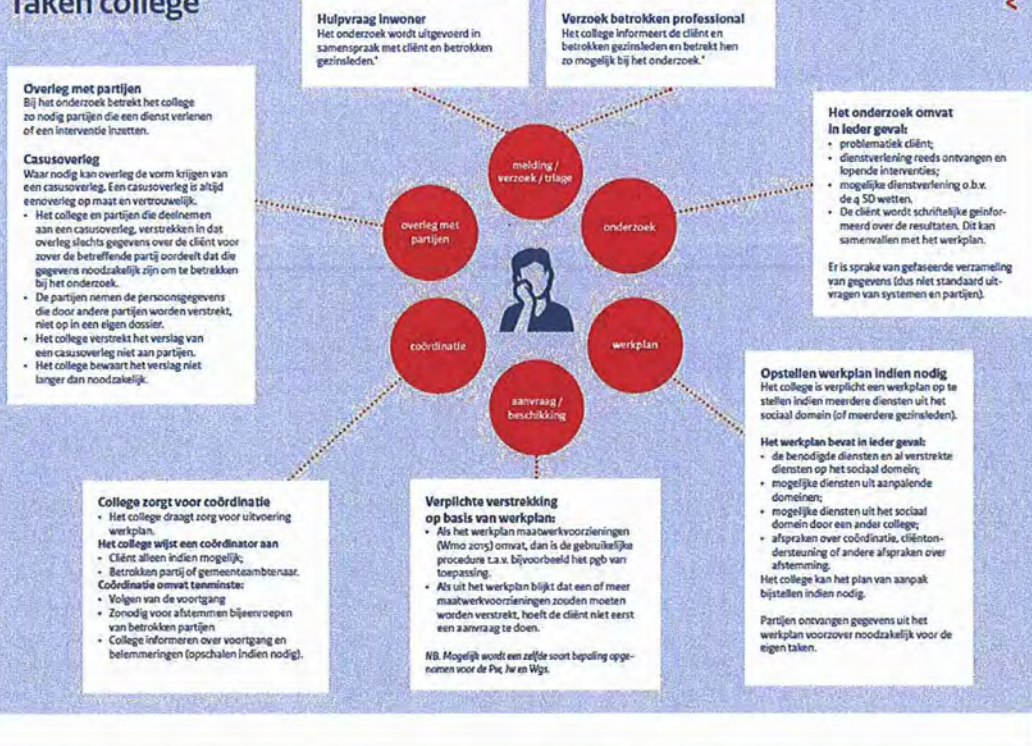 Taken college
Hulpvraag inwoner
Het onderzoek wordt uitgevoerd in
samenspraak met cliënt en betrokken
gezinsleden.*
Verzoek betrokken professional
Het college informeert de cliënt en
betrokken gezinsleden en betrekt hen
zo mogelijk bij het onderzoek.*
Overleg met partijen
Bij het onderzoek betrekt het college
zo nodig partijen die een dienst verlenen
of een interventie inzetten.
Casusoverleg
Waar nodig kan overleg de vorm krijgen van
een casusoverleg. Een casusoverleg is altijd
eenoverleg op maat en vertrouwelijk.
• Het college en partijen die deelnemen
aan een casusoverleg, verstrekken in dat
overleg slechts gegevens over de cliënt voor
zover de betreffende partij oordeelt dat die
gegevens noodzakelijk zijn om te betrekken
bij het onderzoek.
• De partijen nemen de persoonsgegevens
die door andere partijen worden verstrekt,
niet op in een eigen dossier.
• Het college verstrekt het verslag van
een casusoverleg niet aan partijen.
• Het college bewaart het verslag niet
langer dan noodzakelijk.
melding /
verzoek / triage
overleg met
partijen
onderzoek
coördinatie
werkplan
aanvraag /
beschikking
Het onderzoek omvat
in ieder geval:
• problematiek cliënt;
• dienstverlening reeds ontvangen en
lopende interventies;
• mogelijke dienstverlening o.b.v.
de 4 SD wetten.
• De cliënt wordt schriftelijke geïnfor-
meerd over de resultaten. Dit kan
samenvallen met het werkplan.
Er is sprake van gefaseerde verzameling
van gegevens (dus niet standaard uit-
vragen van systemen en partijen).
Opstellen werkplan indien nodig
Het college is verplicht een werkplan op te
stellen indien meerdere diensten uit het
sociaal domein (of meerdere gezinsleden).
Het werkplan bevat in ieder geval:
• de benodigde diensten en al verstrekte
diensten op het sociaal domein;
• mogelijke diensten uit aanpalende
domeinen;
• mogelijke diensten uit het sociaal
domein door een ander college;
• afspraken over coördinatie, cliënton-
dersteuning of andere afspraken over
afstemming.
Het college kan het plan van aanpak
bijstellen indien nodig.
Partijen ontvangen gegevens uit het
werkplan voorzover noodzakelijk voor de
eigen taken.
College zorgt voor coördinatie
• Het college draagt zorg voor uitvoering
werkplan.
Het college wijst een coördinator aan
• Cliënt alleen indien mogelijk;
• Betrokken partij of gemeenteambtenaar.
Coördinatie omvat tenminste:
• Volgen van de voortgang
• Zonodig voor afstemmen bijeenroepen
van betrokken partijen
• College informeren over voortgang en
belemmeringen (opschalen indien nodig).
Verplichte verstrekking
op basis van werkplan:
• Als het werkplan maatwerkvoorzieningen
(Wmo 2015) omvat, dan is de gebruikelijke
procedure t.a.v. bijvoorbeeld het pgb van
toepassing.
• Als uit het werkplan blijkt dat een of meer
maatwerkvoorzieningen zouden moeten
worden verstrekt, hoeft de cliënt niet eerst
een aanvraag te doen.
NB. Mogelijk wordt een zelfde soort bepaling opge-
nomen voor de Pw, Jw en Wgs.